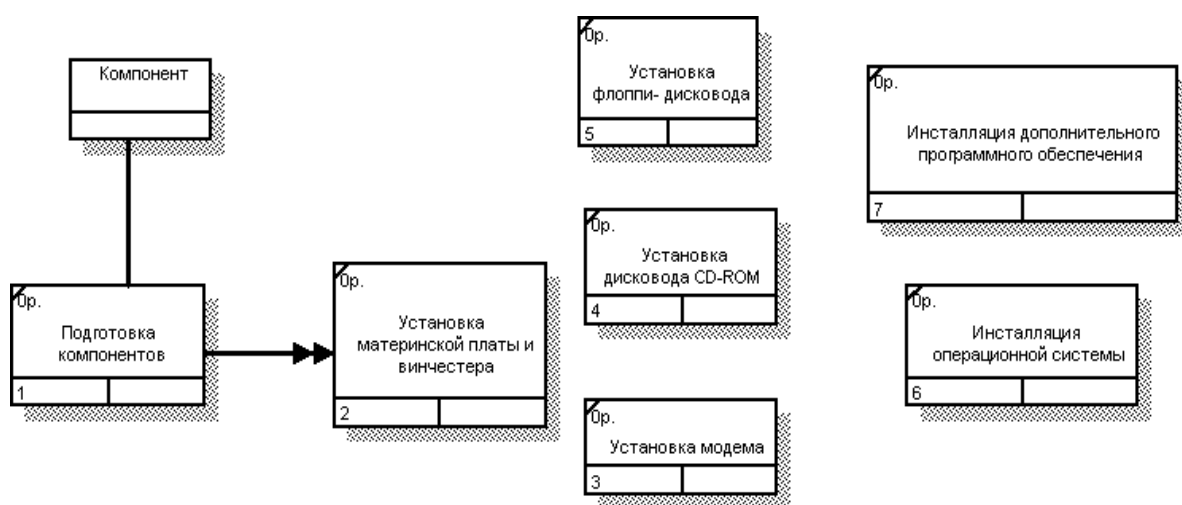 Компонент
0р.
Подготовка
компонентов
1
0р.
Установка
материнской платы и
винчестера
2
0р.
Установка
флоппи- дисковода
5
0р.
Установка
дисковода CD-ROM
4
0р.
Установка модема
3
0р.
Инсталляция дополнительного
программного обеспечения
7
0р.
Инсталляция
операционной системы
6